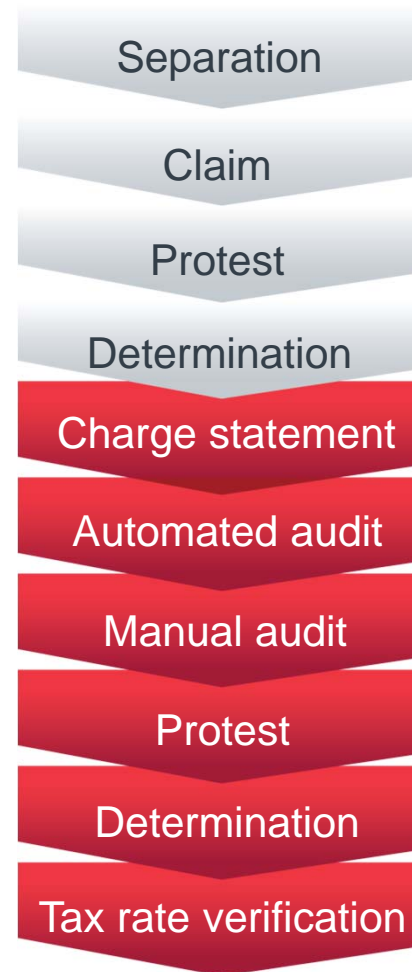 Separation
Claim
Protest
Determination
Charge statement
Automated audit
Manual audit
Protest
Determination
Tax rate verification